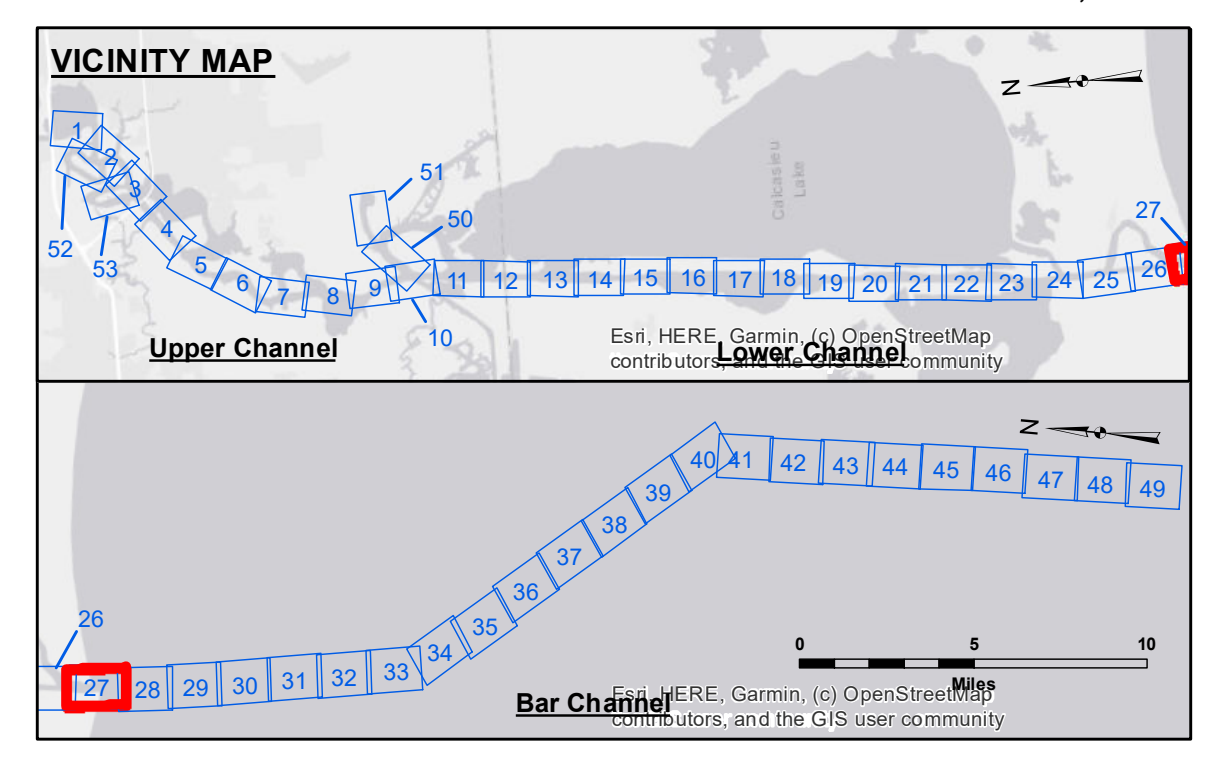 VICINITY MAP
N
1
2
3
4
5
6
7
8
9
10
11 12 13 14 15 16 17 18 19 20 21 22 23 24 25 26
27
50
51
52
53
Calcasieu
Lake
Upper Channel
Lower Channel
Esri, HERE, Garmin, (c) OpenStreetMap
contributors, and the GIS user community
N
26
27 28 29 30 31 32 33 34 35 36 37 38 39 40 41 42 43 44 45 46 47 48 49
0 5 10
Miles
Bar Channel
Esri, HERE, Garmin, (c) OpenStreetMap
contributors, and the GIS user community